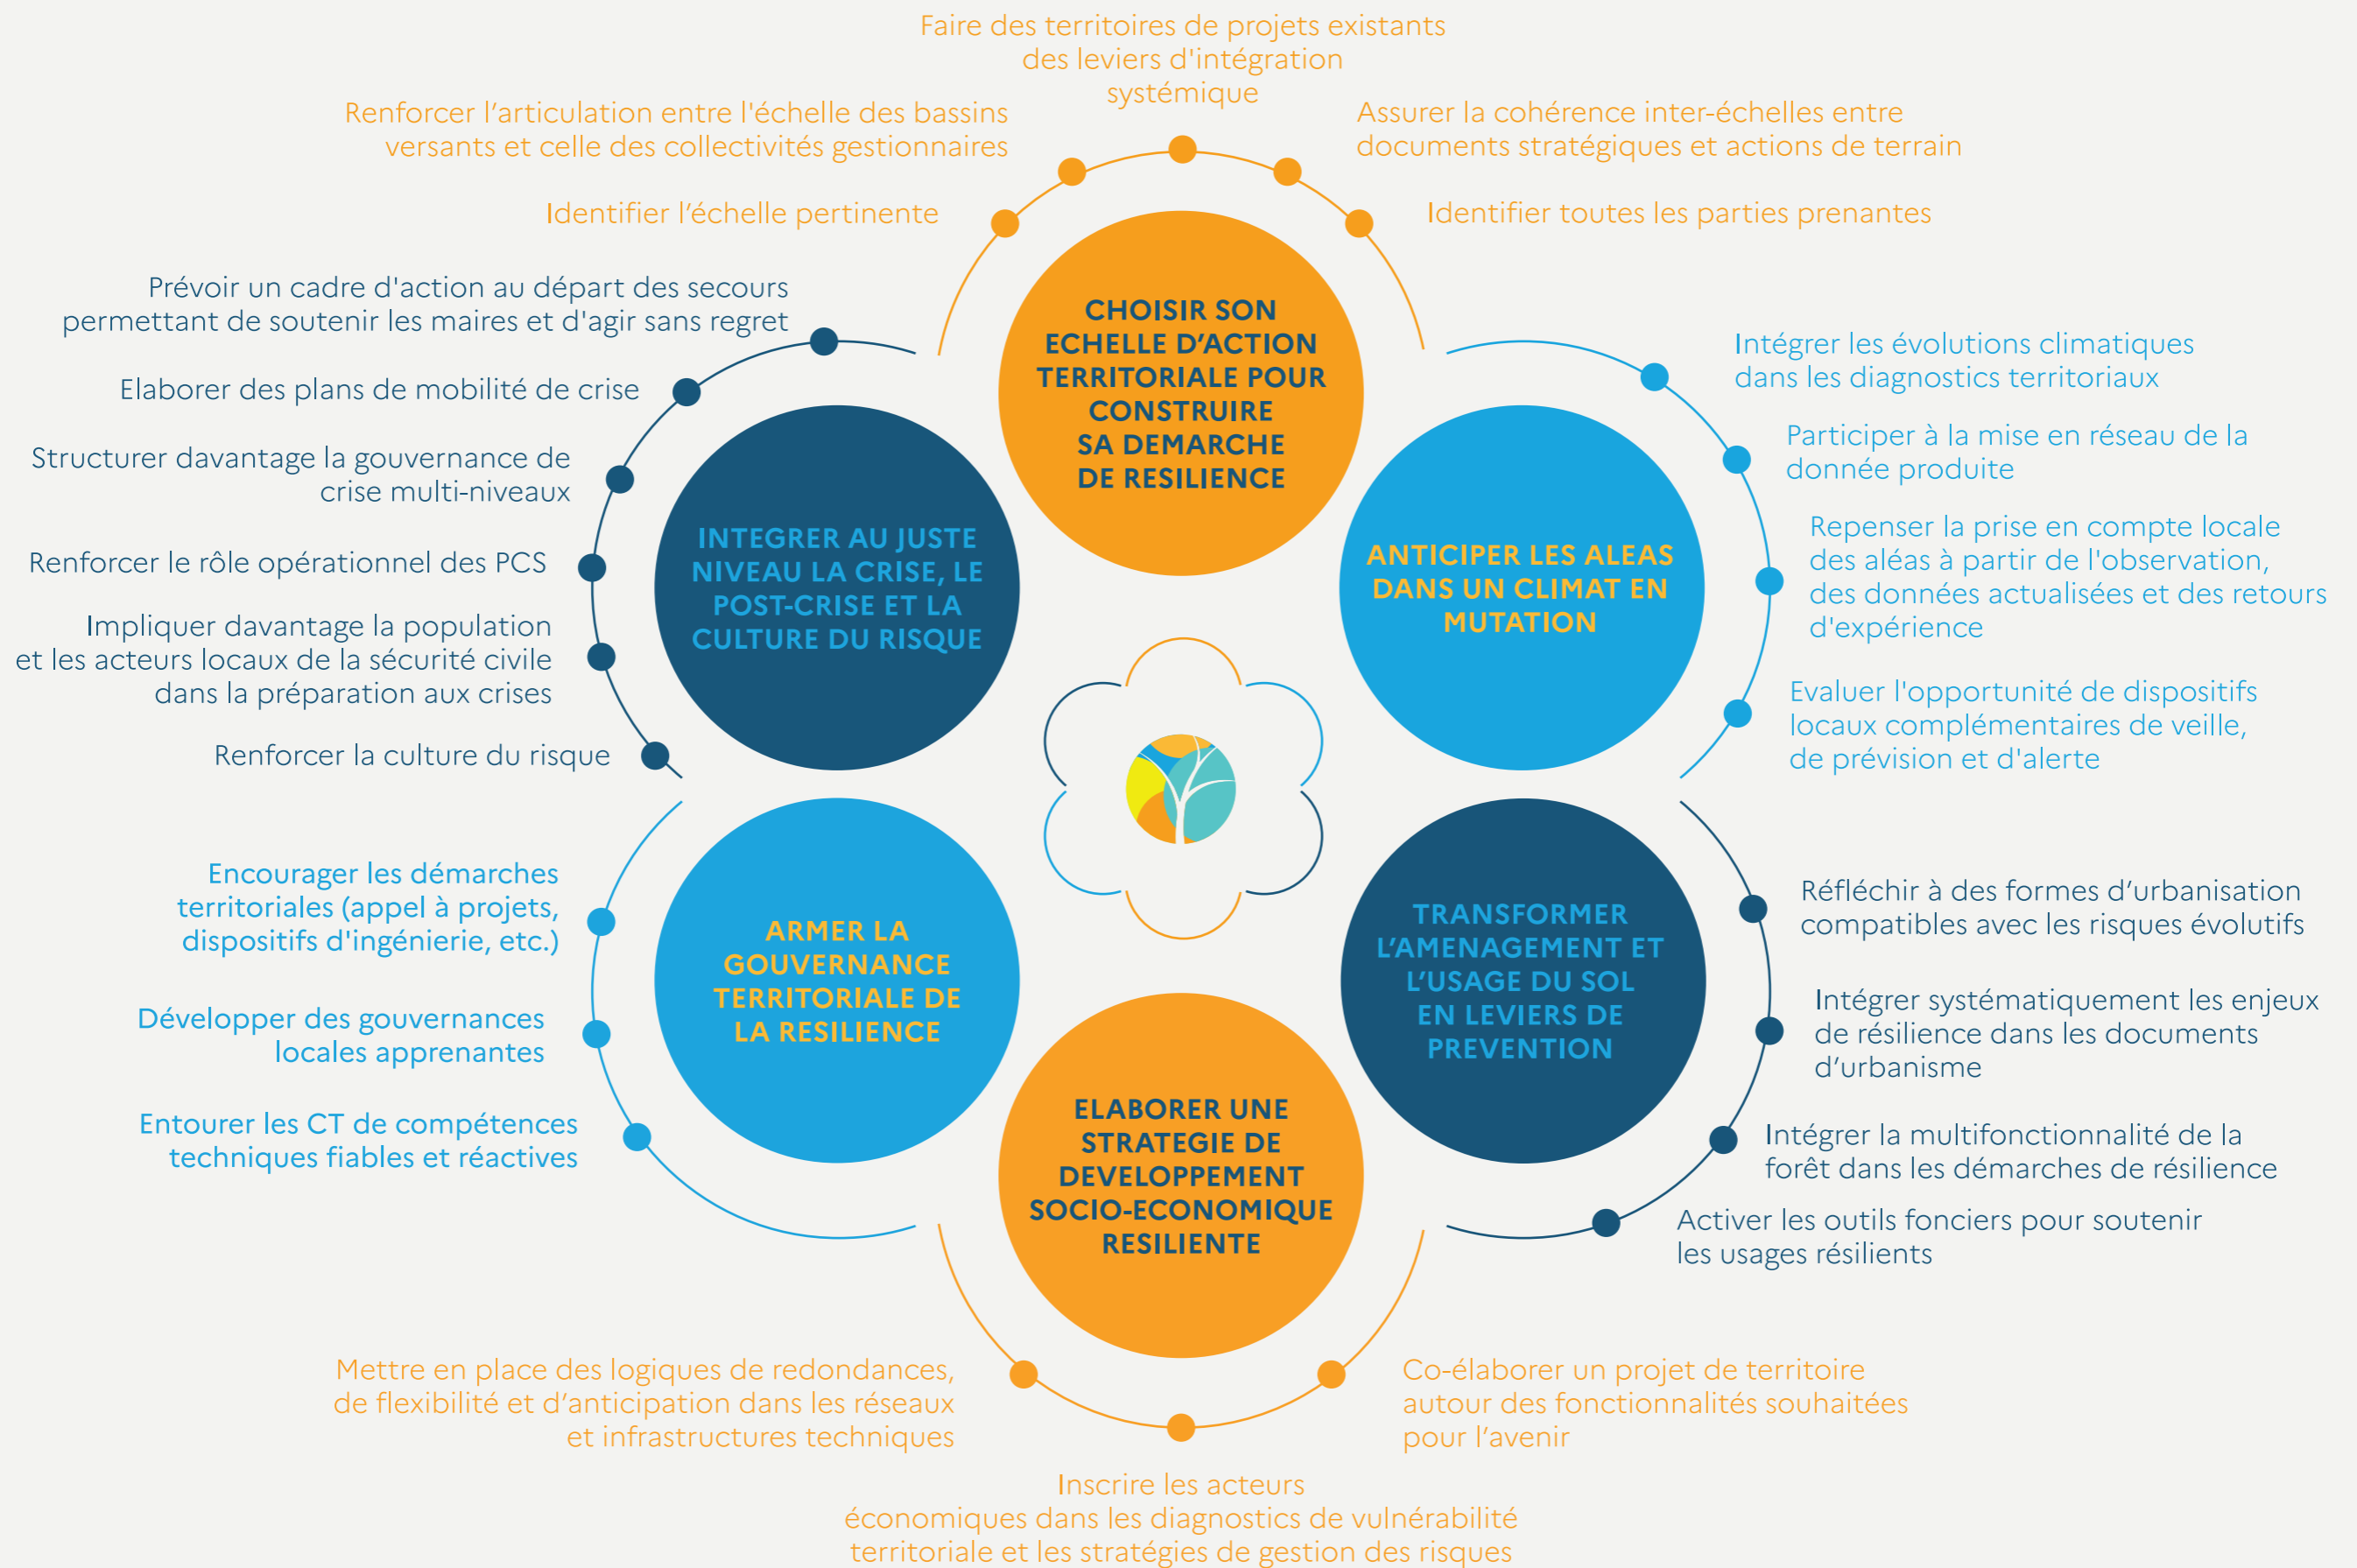 Faire des territoires de projets existants
des leviers d'intégration
systémique
Renforcer l’articulation entre l'échelle des bassins
versants et celle des collectivités gestionnaires
Assurer la cohérence inter-échelles entre
documents stratégiques et actions de terrain
Identifier l’échelle pertinente
Identifier toutes les parties prenantes
CHOISIR SON
ECHELLE D’ACTION
TERRITORIALE POUR
CONSTRUIRE
SA DEMARCHE
DE RESILIENCE
Intégrer les évolutions climatiques
dans les diagnostics territoriaux
Participer à la mise en réseau de la
donnée produite
Repenser la prise en compte locale
des aléas à partir de l'observation,
des données actualisées et des retours
d'expérience
Evaluer l'opportunité de dispositifs
locaux complémentaires de veille,
de prévision et d'alerte
ANTICIPER LES ALEAS
DANS UN CLIMAT EN
MUTATION
Prévoir un cadre d'action au départ des secours
permettant de soutenir les maires et d'agir sans regret
Elaborer des plans de mobilité de crise
Structurer davantage la gouvernance de
crise multi-niveaux
Renforcer le rôle opérationnel des PCS
Impliquer davantage la population
et les acteurs locaux de la sécurité civile
dans la préparation aux crises
Renforcer la culture du risque
INTEGRER AU JUSTE
NIVEAU LA CRISE, LE
POST-CRISE ET LA
CULTURE DU RISQUE
Encourager les démarches
territoriales (appel à projets,
dispositifs d'ingénierie, etc.)
Développer des gouvernances
locales apprenantes
Entourer les CT de compétences
techniques fiables et réactives
ARMER LA
GOUVERNANCE
TERRITORIALE DE
LA RESILIENCE
TRANSFORMER
L’AMENAGEMENT ET
L’USAGE DU SOL
EN LEVIERS DE
PREVENTION
Réfléchir à des formes d’urbanisation
compatibles avec les risques évolutifs
Intégrer systématiquement les enjeux
de résilience dans les documents
d’urbanisme
Intégrer la multifonctionnalité de la
forêt dans les démarches de résilience
Activer les outils fonciers pour soutenir
les usages résilients
ELABORER UNE
STRATEGIE DE
DEVELOPPEMENT
SOCIO-ECONOMIQUE
RESILIENTE
Mettre en place des logiques de redondances,
de flexibilité et d’anticipation dans les réseaux
et infrastructures techniques
Co-élaborer un projet de territoire
autour des fonctionnalités souhaitées
pour l’avenir
Inscrire les acteurs
économiques dans les diagnostics de vulnérabilité
territoriale et les stratégies de gestion des risques